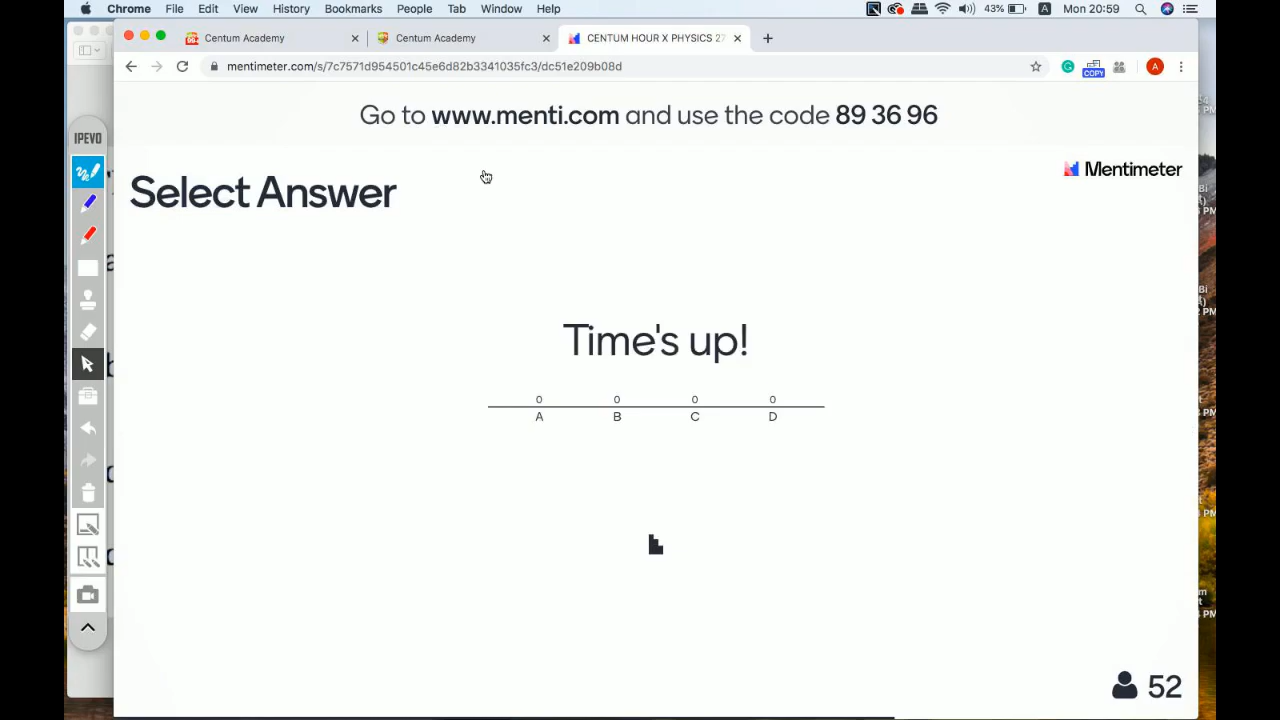 Chrome File Edit View History Bookmarks People Tab Window Help 43% A Mon 20:59
Centum Academy
Centum Academy
CENTUM HOUR X PHYSICS 27
mentimeter.com/s/7c7571d954501c45e6d82b3341035fc3/dc51e209b08d
COPY
A
Go to www.menti.com and use the code 89 36 96
IPEVO
Mentimeter
Select Answer
Time's up!
0 0 0 0
A B C D
52